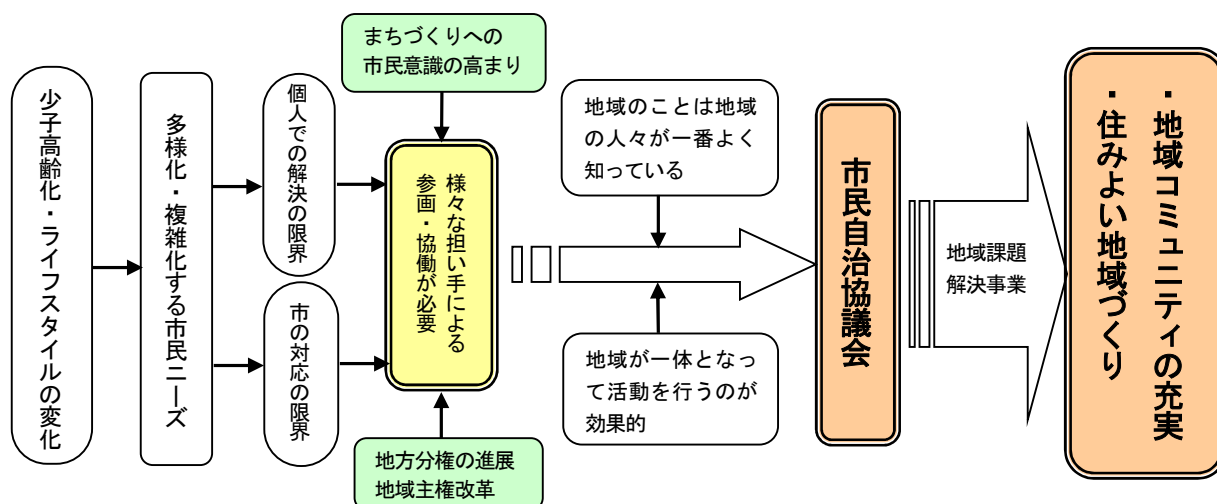 少子高齢化・ライフスタイルの変化
多様化・複雑化する市民ニーズ
個人での解決の限界
市の対応の限界
まちづくりへの
市民意識の高まり
様々な担い手による
参画・協働が必要
地方分権の進展
地域主権改革
地域のことは地域
の人々が一番よく
知っている
地域が一体となっ
て活動を行うのが
効果的
市民自治協議会
地域課題
解決事業
・地域コミュニティの充実
・住みよい地域づくり